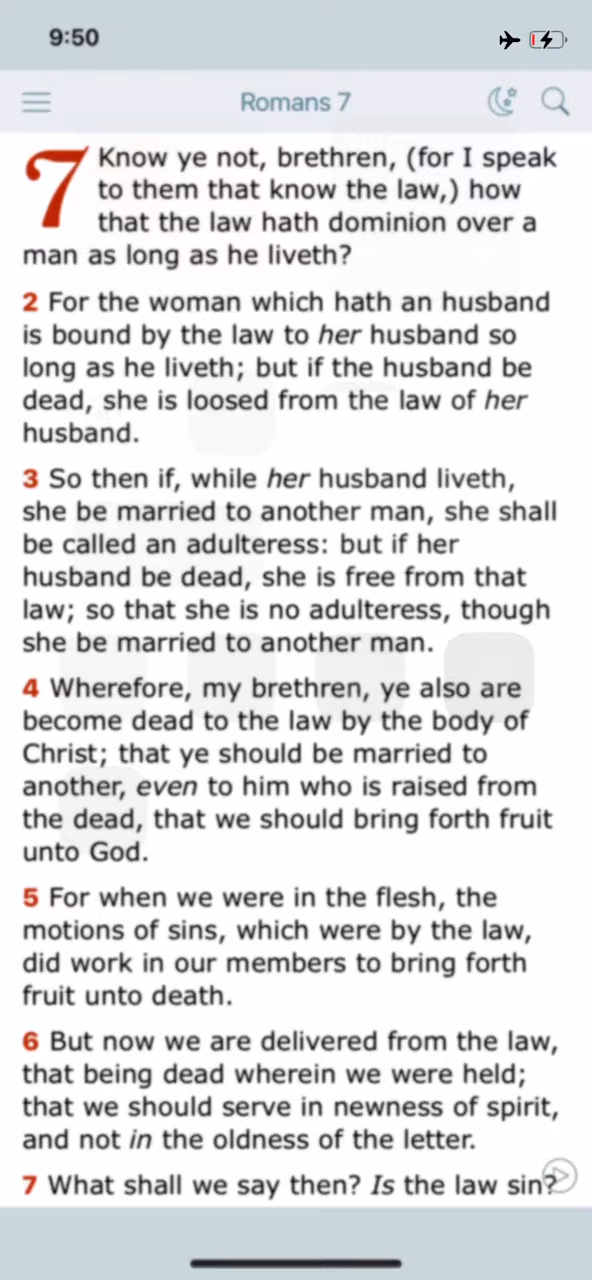 9:50
Romans 7
7 Know ye not, brethren, (for I speak
to them that know the law,) how
that the law hath dominion over a
man as long as he liveth?
2 For the woman which hath an husband
is bound by the law to her husband so
long as he liveth; but if the husband be
dead, she is loosed from the law of her
husband.
3 So then if, while her husband liveth,
she be married to another man, she shall
be called an adulteress: but if her
husband be dead, she is free from that
law; so that she is no adulteress, though
she be married to another man.
4 Wherefore, my brethren, ye also are
become dead to the law by the body of
Christ; that ye should be married to
another, even to him who is raised from
the dead, that we should bring forth fruit
unto God.
5 For when we were in the flesh, the
motions of sins, which were by the law,
did work in our members to bring forth
fruit unto death.
6 But now we are delivered from the law,
that being dead wherein we were held;
that we should serve in newness of spirit,
and not in the oldness of the letter.
7 What shall we say then? Is the law sin?